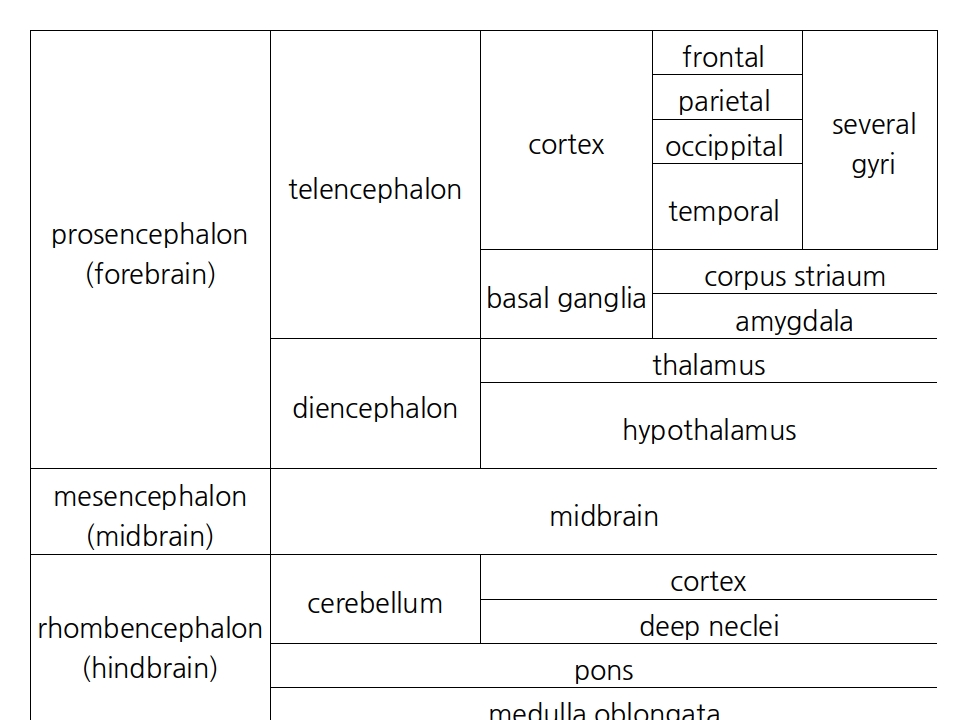 prosencephalon
(forebrain)
telencephalon
cortex
frontal
parietal
occippital
temporal
several
gyri
basal ganglia
corpus striaum
amygdala
diencephalon
thalamus
hypothalamus
mesencephalon
(midbrain)
midbrain
rhombencephalon
(hindbrain)
cerebellum
cortex
deep neclei
pons
medulla oblongata